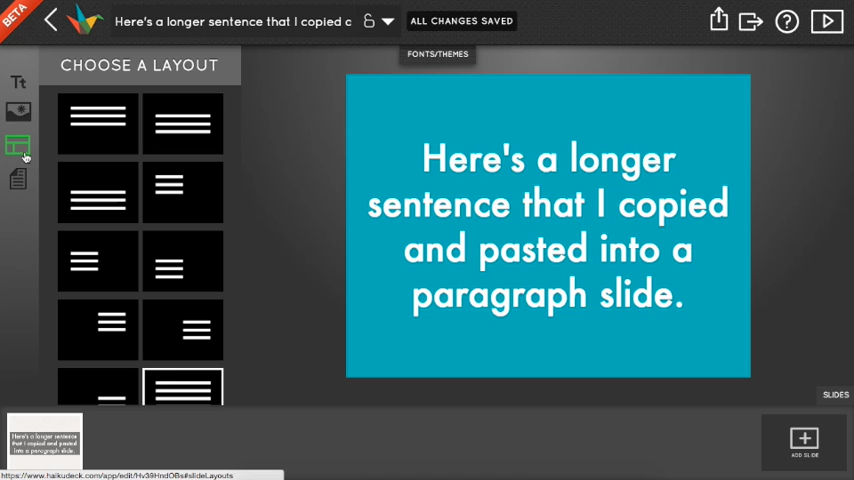 BETA
Here's a longer sentence that I copied c
ALL CHANGES SAVED
FONTS/THEMES
CHOOSE A LAYOUT
Tt
Here's a longer
sentence that I copied
and pasted into a
paragraph slide.
SLIDES
Here's a longer sentence
that I copied and pasted
into a paragraph slide.
ADD SLIDE
https://www.haikudeck.com/app/edit/Hv39HndOBs#slideLayouts